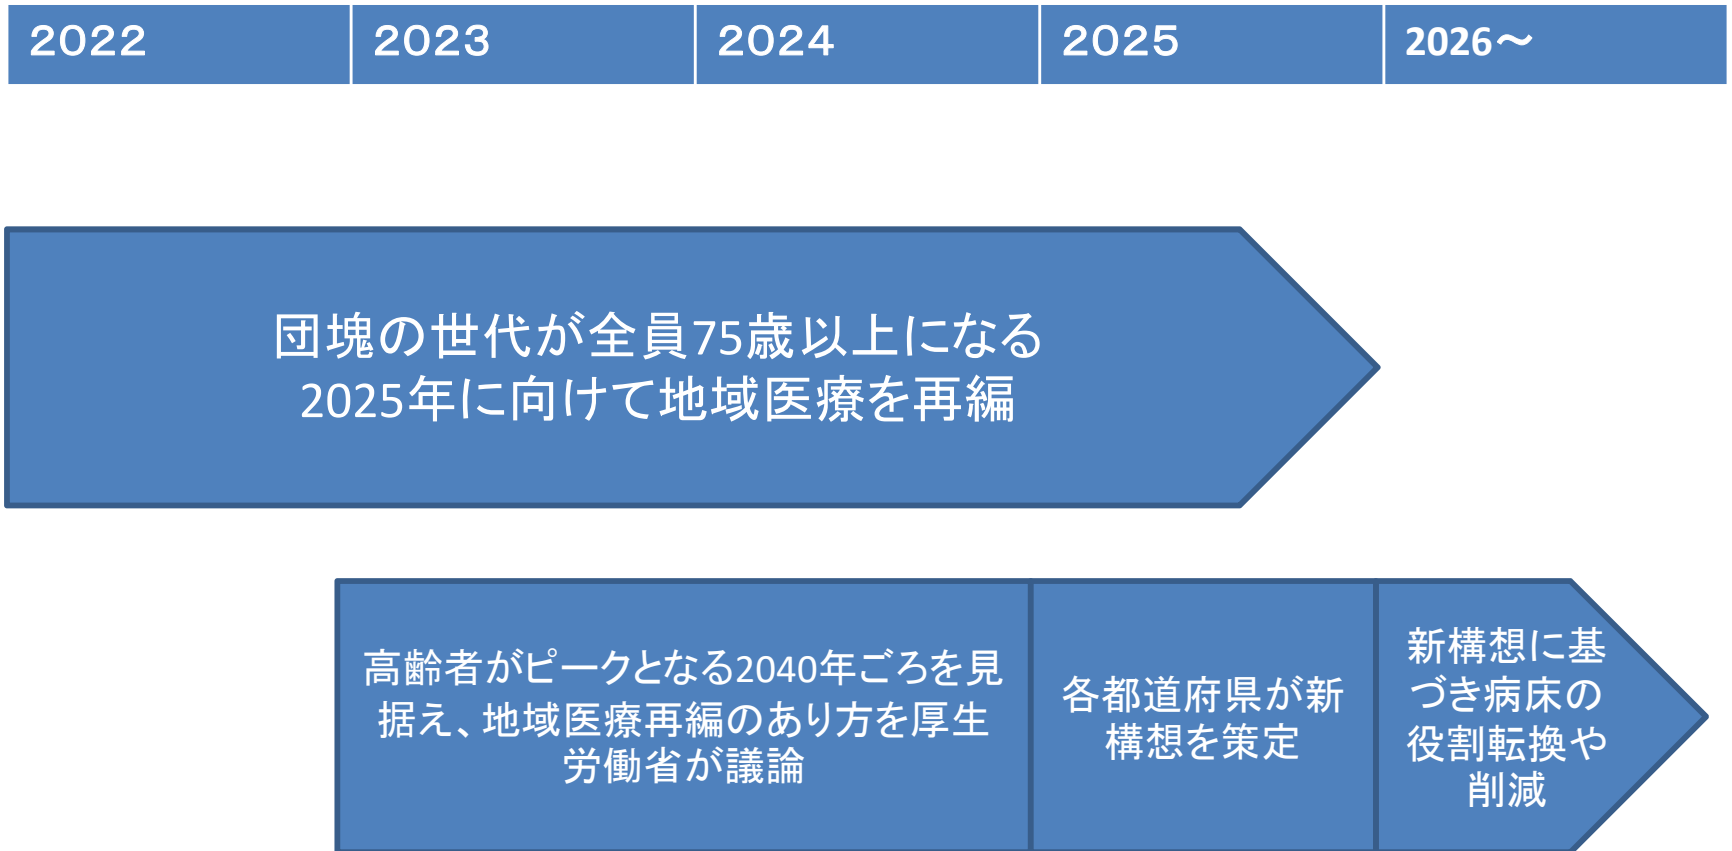 ２０２２
２０２３
２０２４
２０２５
2026～
団塊の世代が全員75歳以上になる
2025年に向けて地域医療を再編
高齢者がピークとなる2040年ごろを見
据え、地域医療再編のあり方を厚生
労働省が議論
各都道府県が新
構想を策定
新構想に基
づき病床の
役割転換や
削減